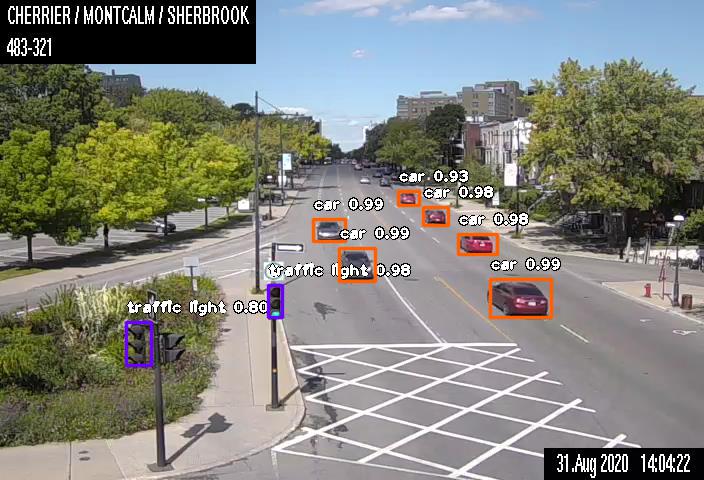 CHERRIER / MONTCALM / SHERBROOK
483-321
car 0.93
car 0.98
car 0.99
car 0.98
car 0.99
car 0.99
traffic light 0.98
traffic light 0.80
31.Aug 2020 14:04:22